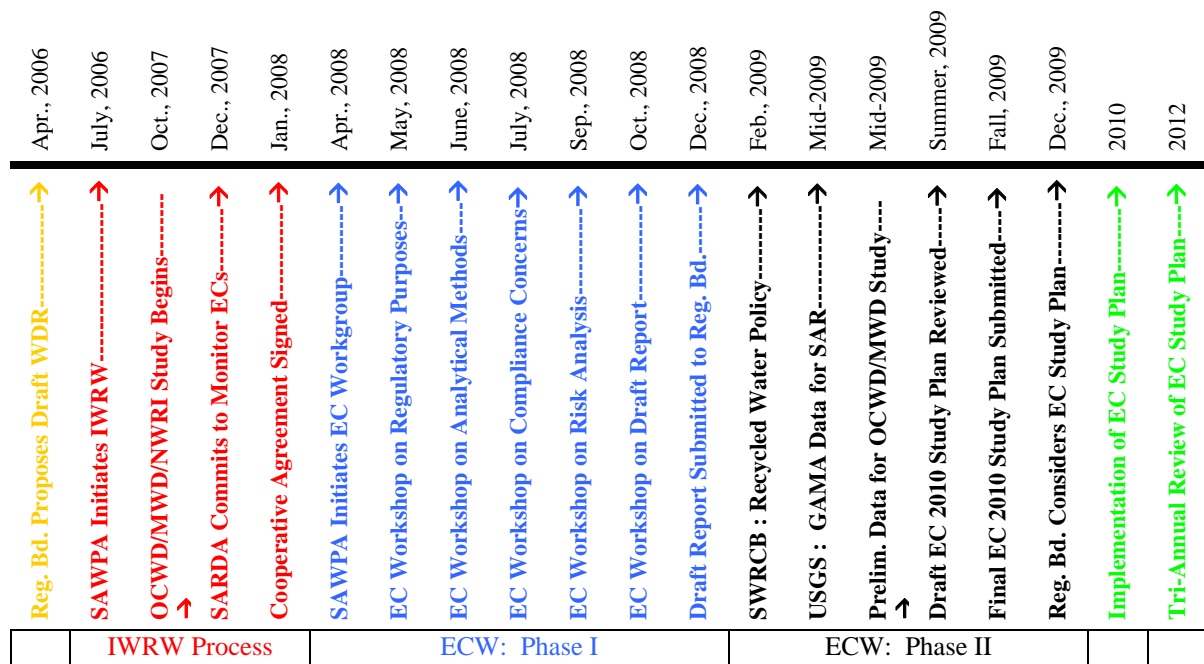 Apr., 2006
July, 2006
Oct., 2007
Dec., 2007
Jan., 2008
Apr., 2008
May, 2008
June, 2008
July, 2008
Sep., 2008
Oct., 2008
Dec., 2008
Feb., 2009
Mid-2009
Mid-2009
Summer, 2009
Fall, 2009
Dec., 2009
2010
2012
Reg. Bd. Proposes Draft WDR
SAWPA Initiates IWRW
OCWD/MWD/NWRI Study Begins
SARDA Commits to Monitor ECs
Cooperative Agreement Signed
SAWPA Initiates EC Workgroup
EC Workshop on Regulatory Purposes
EC Workshop on Analytical Methods
EC Workshop on Compliance Concerns
EC Workshop on Risk Analysis
EC Workshop on Draft Report
Draft Report Submitted to Reg. Bd.
SWRCB : Recycled Water Policy
USGS : GAMA Data for SAR
Prelim. Data for OCWD/MWD Study
Draft EC 2010 Study Plan Reviewed
Final EC 2010 Study Plan Submitted
Reg. Bd. Considers EC Study Plan
Implementation of EC Study Plan
Tri-Annual Review of EC Study Plan
IWRW Process
ECW: Phase I
ECW: Phase II